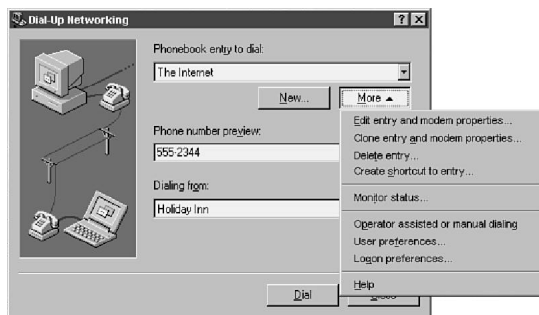 Dial-Up Networking
Phonebook entry to dial:
The Internet
New...
More
Phone number preview:
555-2344
Dialing from:
Holiday Inn
Dial
Close
Edit entry and modem properties...
Clone entry and modem properties...
Delete entry...
Create shortcut to entry...
Monitor status...
Operator assisted or manual dialing
User preferences...
Logon preferences...
Help